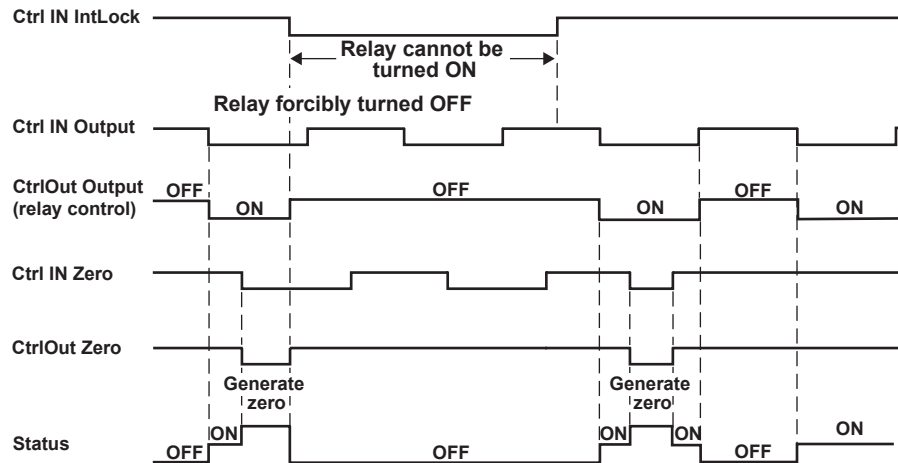 Ctrl IN IntLock
Relay cannot be
turned ON
Relay forcibly turned OFF
Ctrl IN Output
CtrlOut Output
(relay control)
OFF
ON
OFF
ON
OFF
ON
Ctrl IN Zero
CtrlOut Zero
Generate
zero
Generate
zero
Status
OFF
ON
OFF
ON
ON
OFF
ON